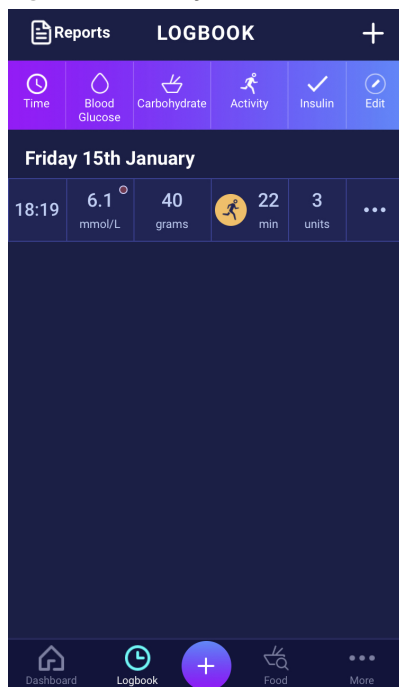 Reports LOGBOOK +
Time Blood Glucose Carbohydrate Activity Insulin Edit
Friday 15th January
18:19 6.1 mmol/L 40 grams 22 min 3 units
Dashboard Logbook + Food More